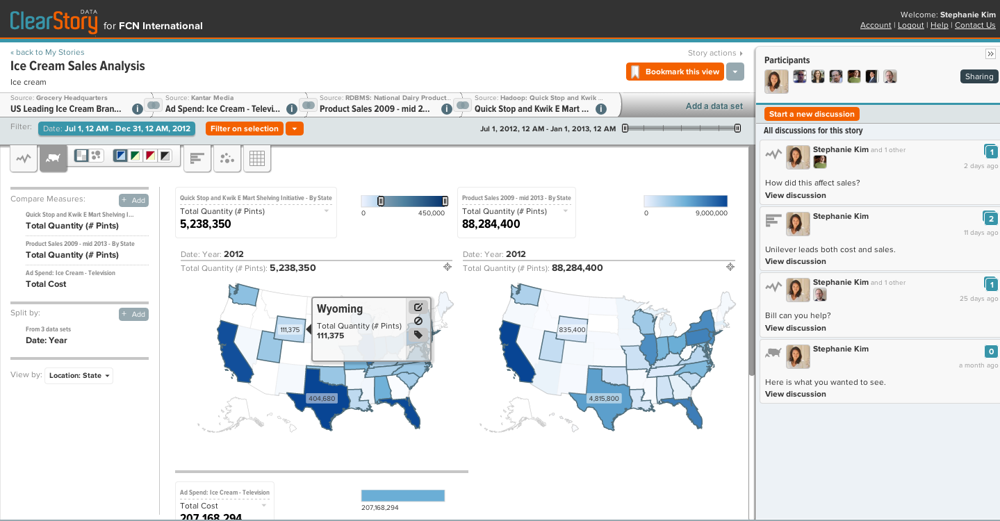 ClearStory DATA for FCN International
Welcome: Stephanie Kim
Account | Logout | Help | Contact Us
« back to My Stories
Story actions
Ice Cream Sales Analysis
Ice cream
Bookmark this view
Source: Grocery Headquarters
US Leading Ice Cream Bran...
Source: Kantar Media
Ad Spend: Ice Cream - Televi...
Source: RDBMS: National Dairy Product...
Product Sales 2009 - mid 2...
Source: Hadoop: Quick Stop and Kwik ...
Quick Stop and Kwik E Mart ...
Add a data set
Filter:
Date: Jul 1, 12 AM - Dec 31, 12 AM, 2012
Filter on selection
Jul 1, 2012, 12 AM - Jan 1, 2013, 12 AM
Compare Measures:
+ Add
Quick Stop and Kwik E Mart Shelving I...
Total Quantity (# Pints)
Product Sales 2009 - mid 2013 - By State
Total Quantity (# Pints)
Ad Spend: Ice Cream - Television
Total Cost
Split by:
+ Add
From 3 data sets
Date: Year
View by:
Location: State
Quick Stop and Kwik E Mart Shelving Initiative - By State
Total Quantity (# Pints)
5,238,350
0 450,000
Date: Year: 2012
Total Quantity (# Pints): 5,238,350
111,375
Wyoming
Total Quantity (# Pints)
111,375
404,680
Product Sales 2009 - mid 2013 - By State
Total Quantity (# Pints)
88,284,400
0 9,000,000
Date: Year: 2012
Total Quantity (# Pints): 88,284,400
835,400
4,815,800
Ad Spend: Ice Cream - Television
Total Cost
207,168,294
207,168,294
»
Participants
Sharing
Start a new discussion
All discussions for this story
Stephanie Kim and 1 other
1
2 days ago
How did this affect sales?
View discussion
Stephanie Kim
2
11 days ago
Unilever leads both cost and sales.
View discussion
Stephanie Kim and 1 other
1
25 days ago
Bill can you help?
View discussion
Stephanie Kim
0
a month ago
Here is what you wanted to see.
View discussion